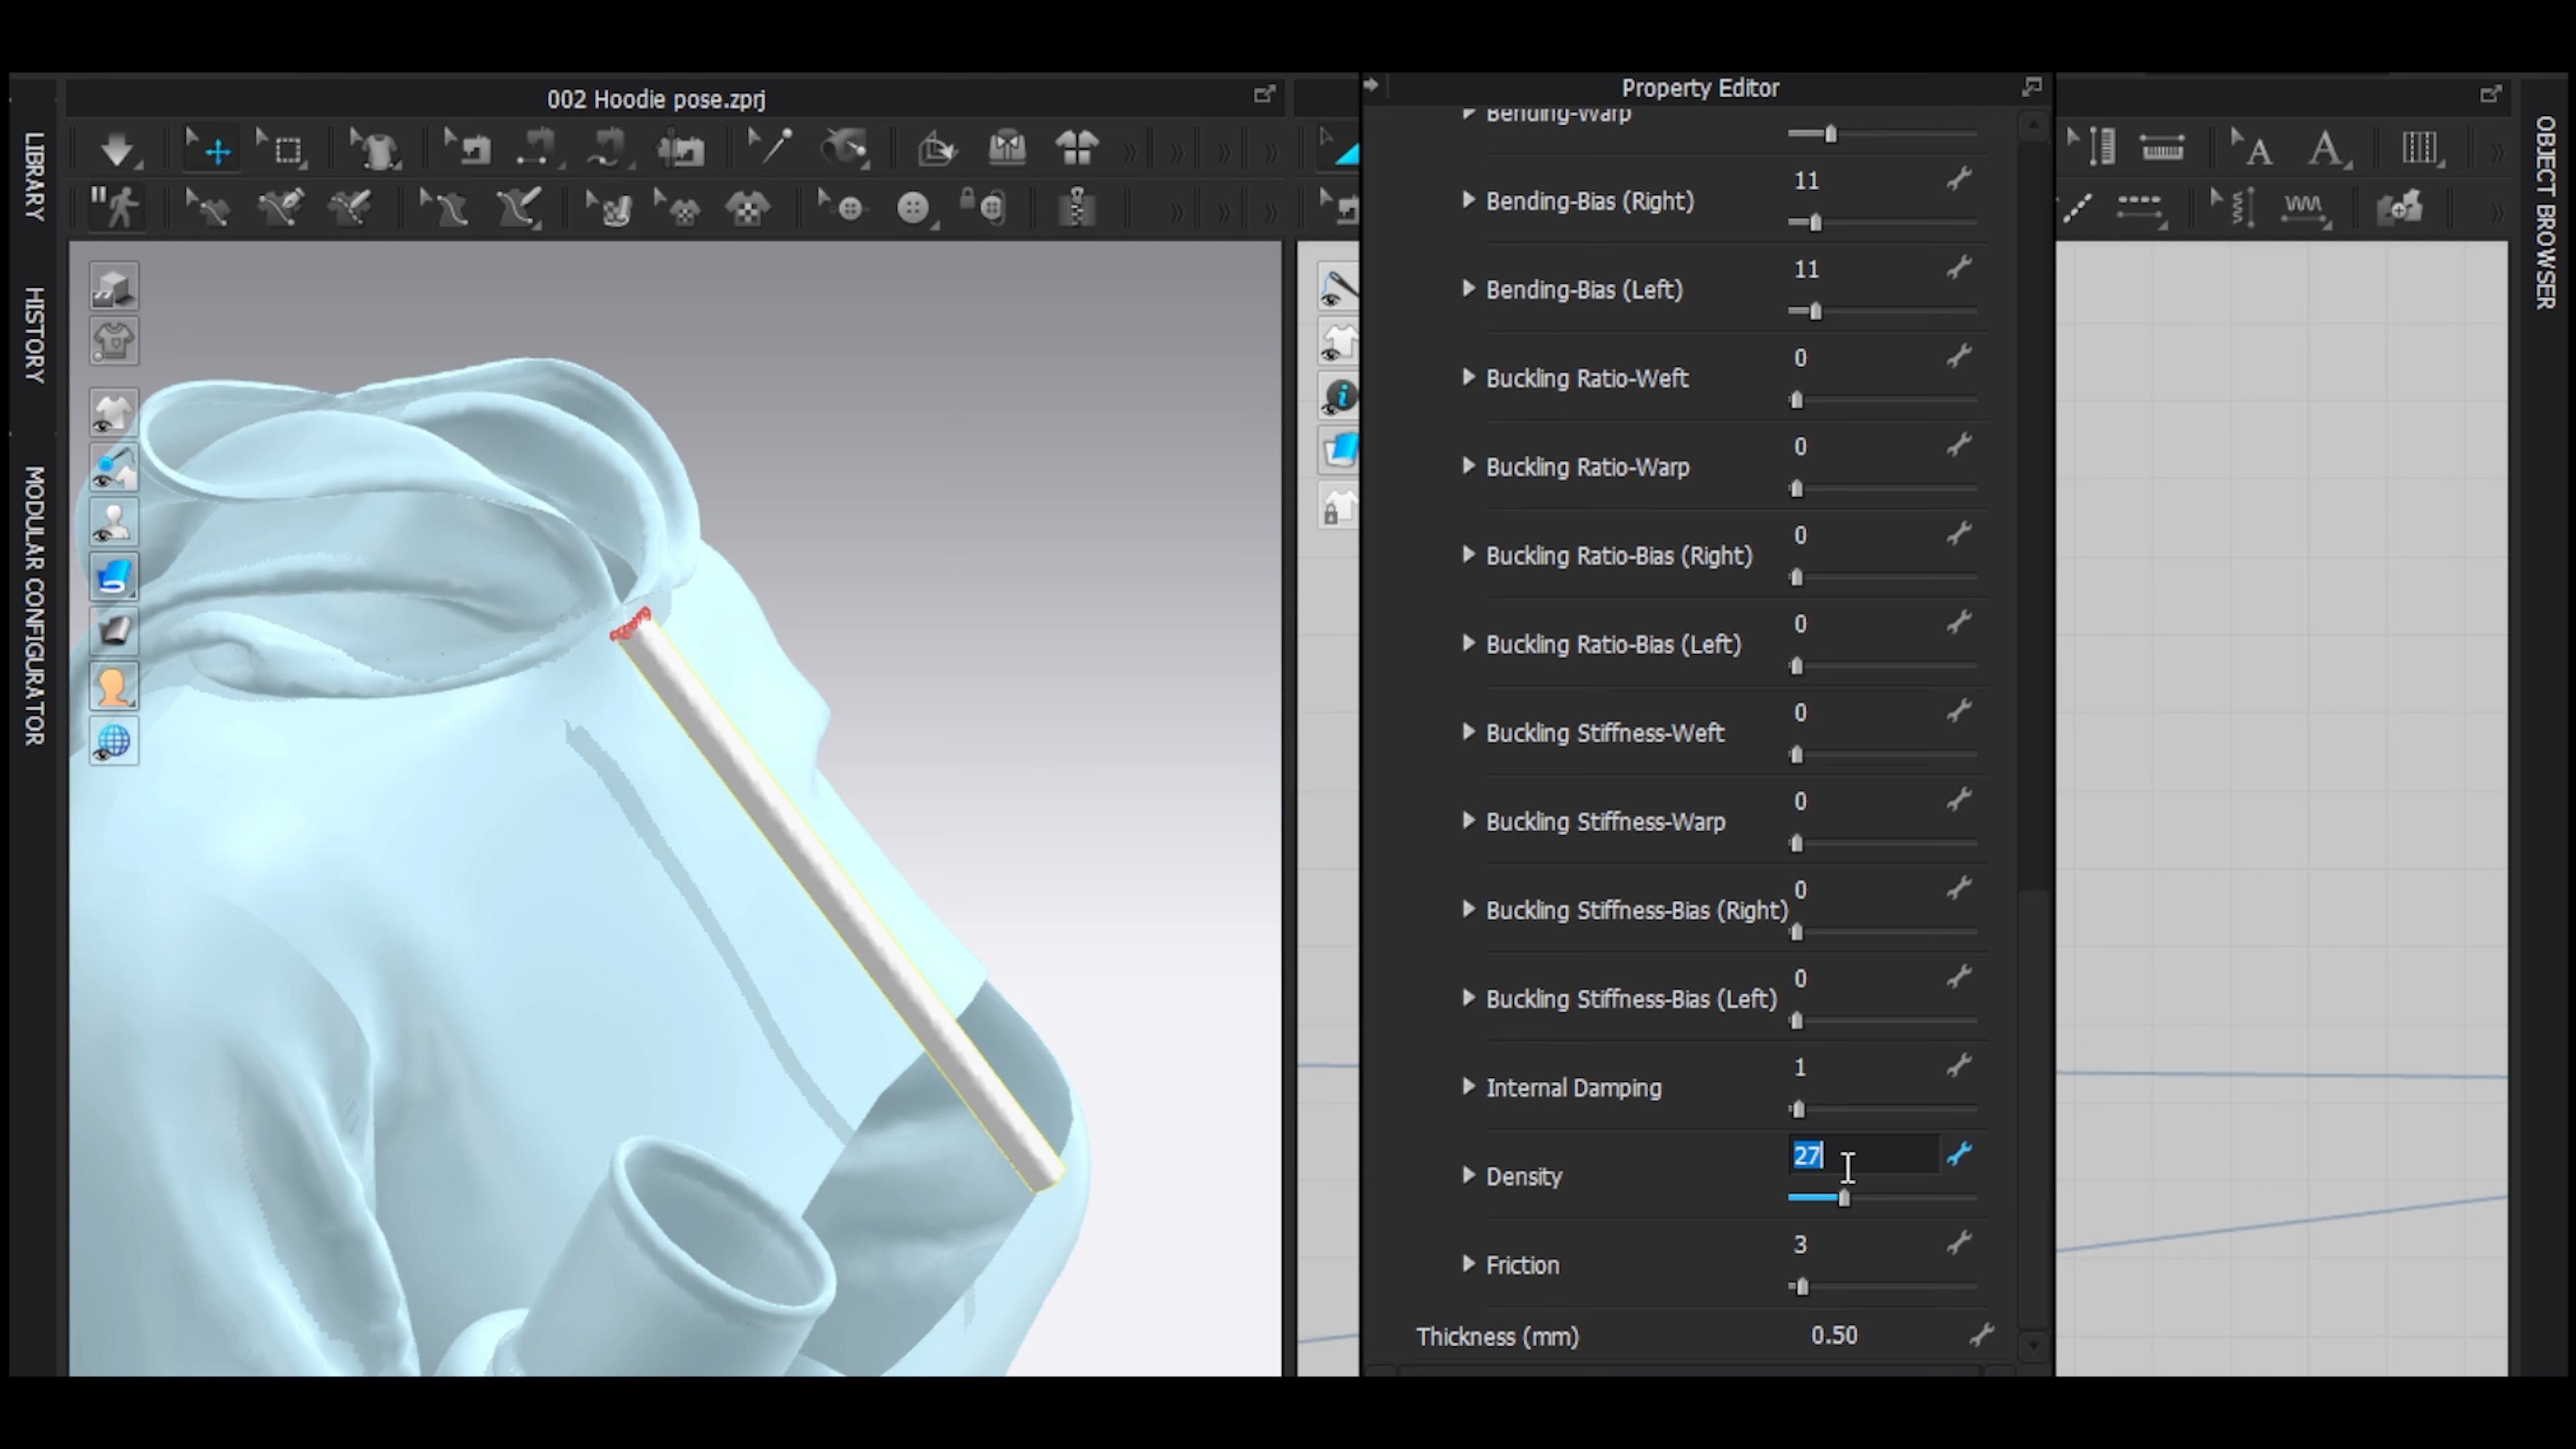 002 Hoodie pose.zprj
LIBRARY
HISTORY
MODULAR CONFIGURATOR
Property Editor
Bending-Warp
Bending-Bias (Right)
11
Bending-Bias (Left)
11
Buckling Ratio-Weft
0
Buckling Ratio-Warp
0
Buckling Ratio-Bias (Right)
0
Buckling Ratio-Bias (Left)
0
Buckling Stiffness-Weft
0
Buckling Stiffness-Warp
0
Buckling Stiffness-Bias (Right)
0
Buckling Stiffness-Bias (Left)
0
Internal Damping
1
Density
27
Friction
3
Thickness (mm)
0.50
OBJECT BROWSER